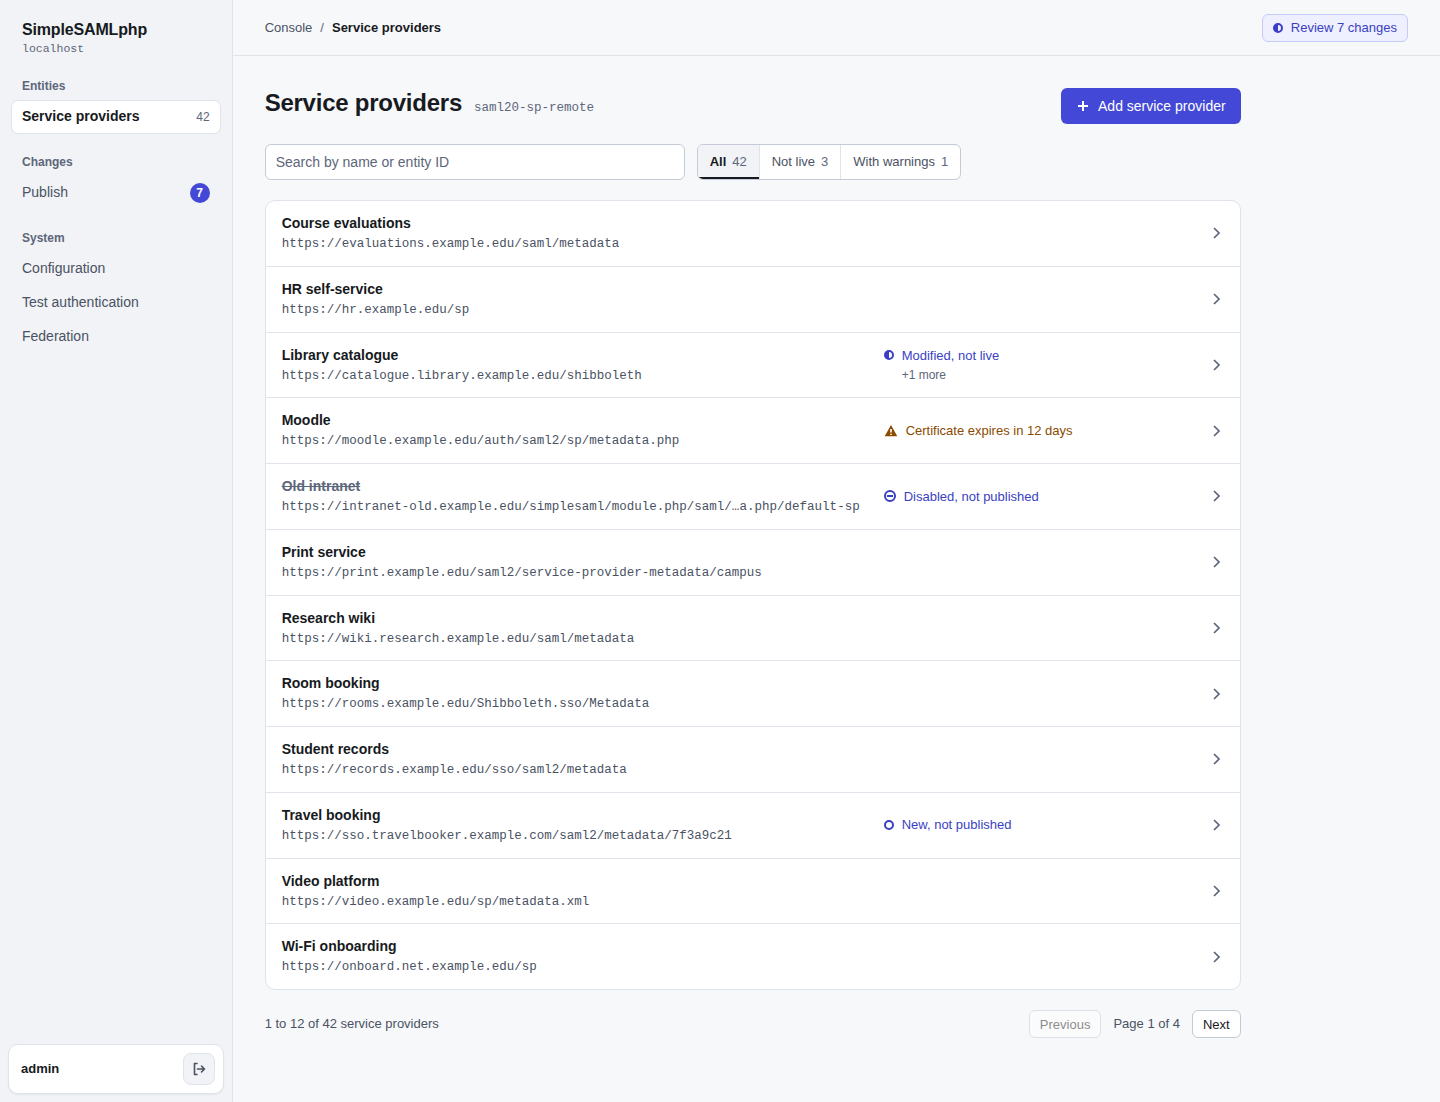 SimpleSAMLphp
localhost
Entities
Service providers 42
Changes
Publish 7
System
Configuration
Test authentication
Federation
admin
Console / Service providers
Review 7 changes
Service providers saml20-sp-remote
Add service provider
Search by name or entity ID
All 42 Not live 3 With warnings 1
Course evaluations
https://evaluations.example.edu/saml/metadata
HR self-service
https://hr.example.edu/sp
Library catalogue
https://catalogue.library.example.edu/shibboleth
Modified, not live
+1 more
Moodle
https://moodle.example.edu/auth/saml2/sp/metadata.php
Certificate expires in 12 days
Old intranet
https://intranet-old.example.edu/simplesaml/module.php/saml/…a.php/default-sp
Disabled, not published
Print service
https://print.example.edu/saml2/service-provider-metadata/campus
Research wiki
https://wiki.research.example.edu/saml/metadata
Room booking
https://rooms.example.edu/Shibboleth.sso/Metadata
Student records
https://records.example.edu/sso/saml2/metadata
Travel booking
https://sso.travelbooker.example.com/saml2/metadata/7f3a9c21
New, not published
Video platform
https://video.example.edu/sp/metadata.xml
Wi-Fi onboarding
https://onboard.net.example.edu/sp
1 to 12 of 42 service providers
Previous Page 1 of 4 Next